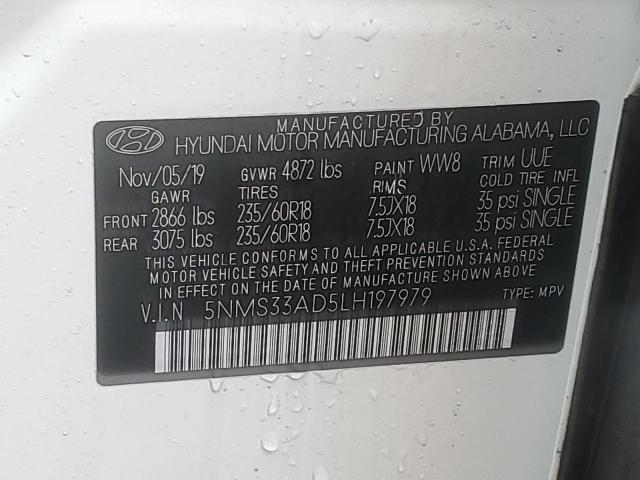 MANUFACTURED BY
HYUNDAI MOTOR MANUFACTURING ALABAMA, LLC
Nov/05/19 GVWR 4872 lbs PAINT WW8 TRIM UUE
GAWR TIRES RIMS COLD TIRE INFL
FRONT 2866 lbs 235/60R18 7.5JX18 35 psi SINGLE
REAR 3075 lbs 235/60R18 7.5JX18 35 psi SINGLE
THIS VEHICLE CONFORMS TO ALL APPLICABLE U.S.A. FEDERAL
MOTOR VEHICLE SAFETY AND THEFT PREVENTION STANDARDS
IN EFFECT ON THE DATE OF MANUFACTURE SHOWN ABOVE.
V.I.N 5NMS33AD5LH197979 TYPE: MPV